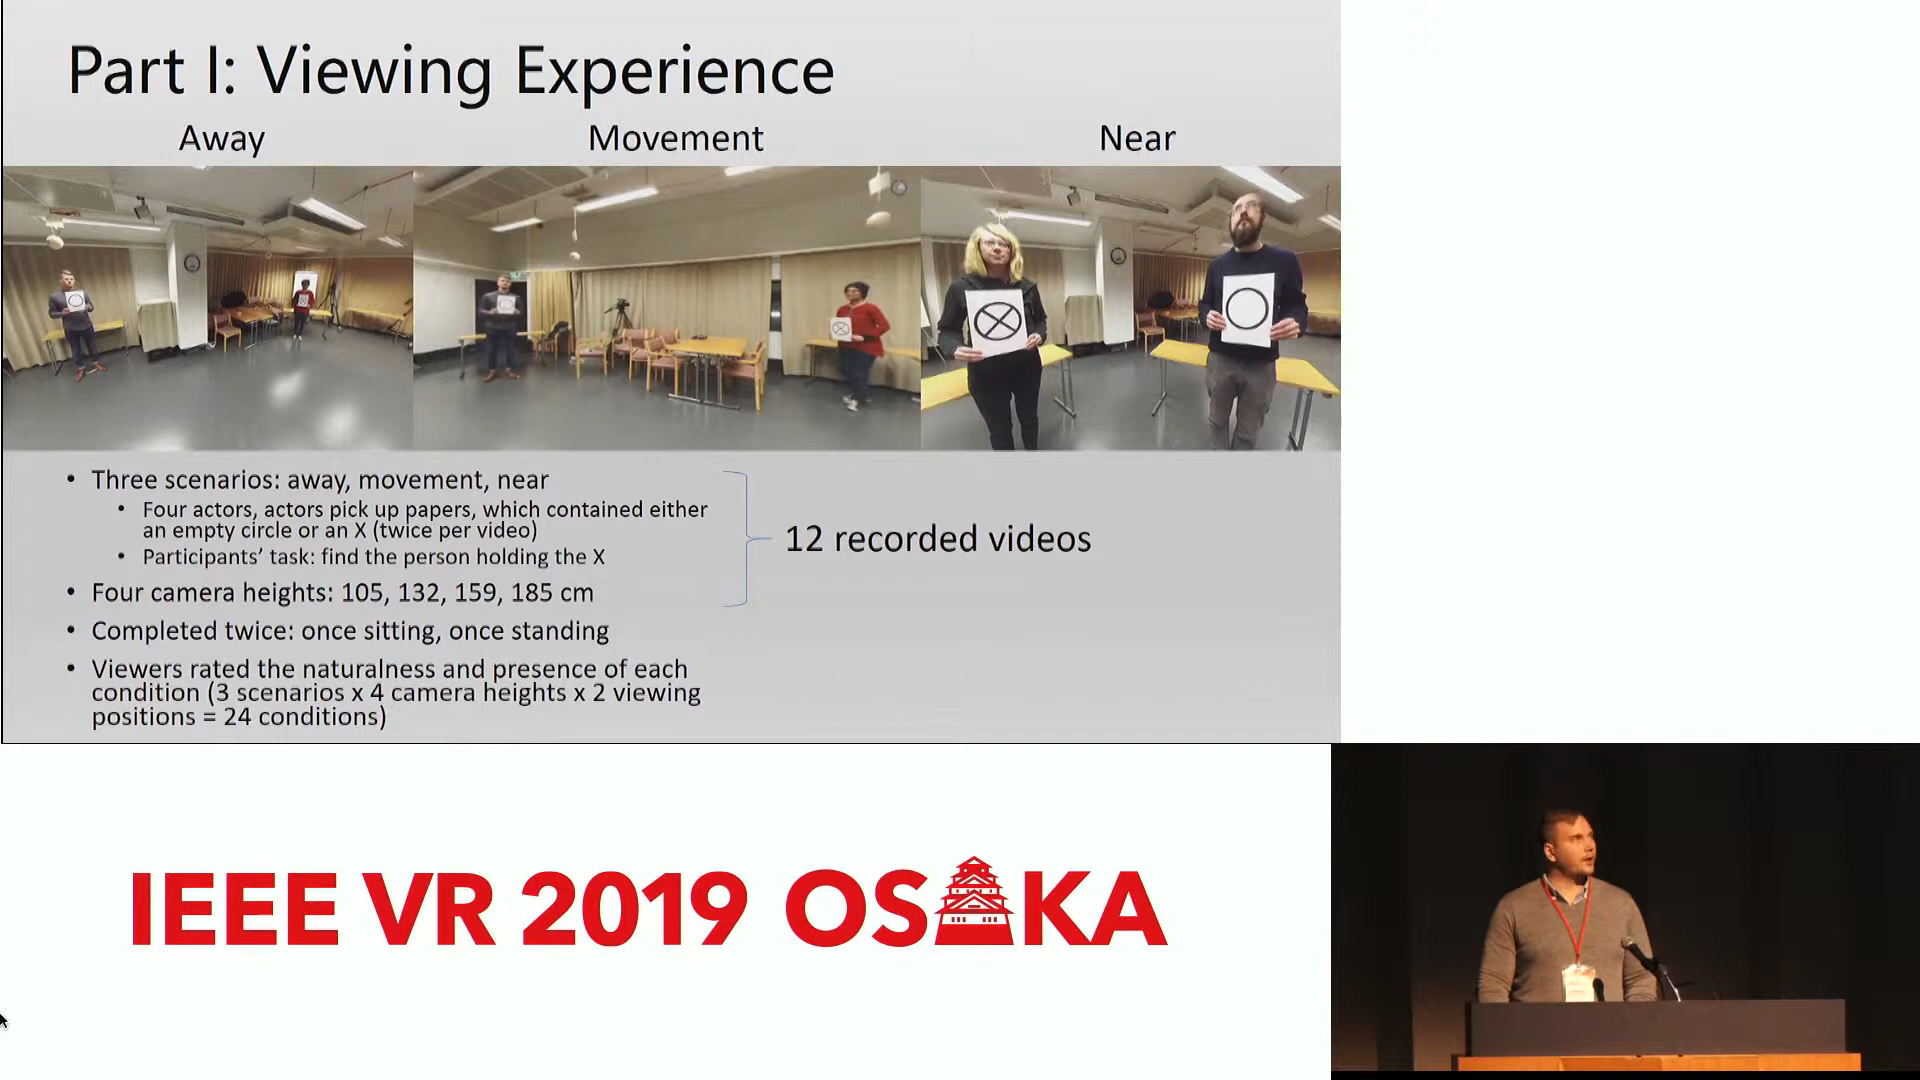 Part I: Viewing Experience
Away
Movement
Near
• Three scenarios: away, movement, near
• Four actors, actors pick up papers, which contained either
an empty circle or an X (twice per video)
• Participants’ task: find the person holding the X
• Four camera heights: 105, 132, 159, 185 cm
12 recorded videos
• Completed twice: once sitting, once standing
• Viewers rated the naturalness and presence of each
condition (3 scenarios x 4 camera heights x 2 viewing
positions = 24 conditions)
IEEE VR 2019 OSAKA